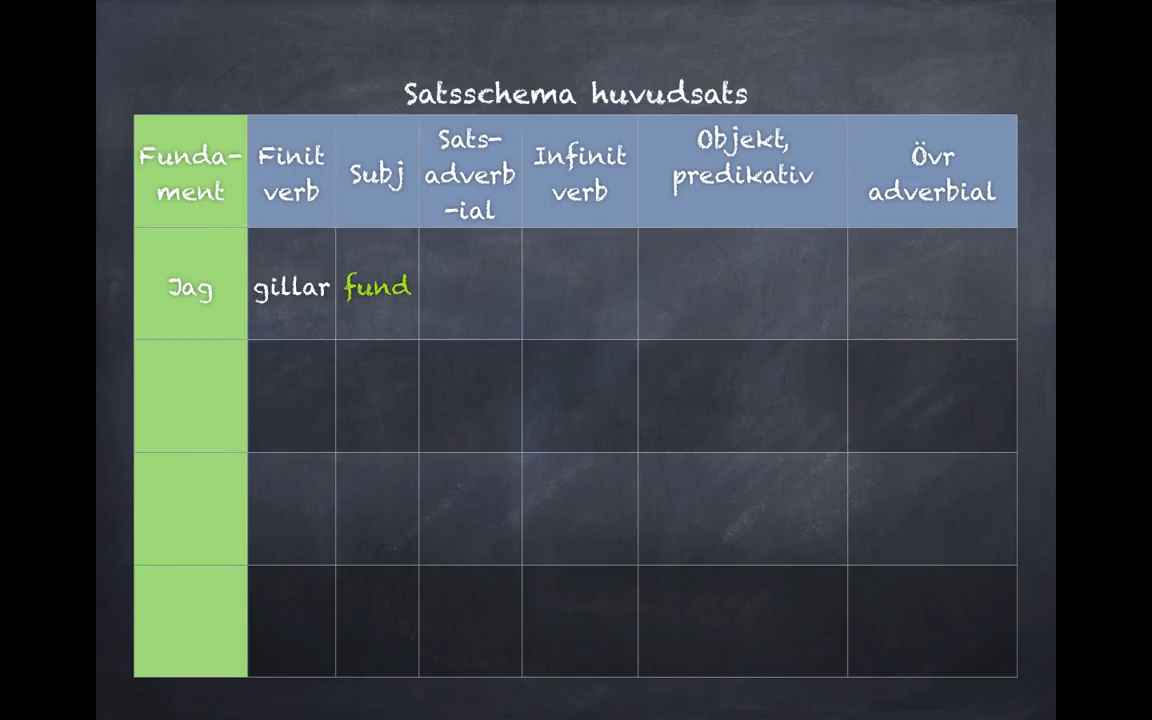 Satsschema huvudsats
Funda-
ment
Finit
verb
Subj
Sats-
adverb
-ial
Infinit
verb
Objekt,
predikativ
Övr
adverbial
Jag gillar fund